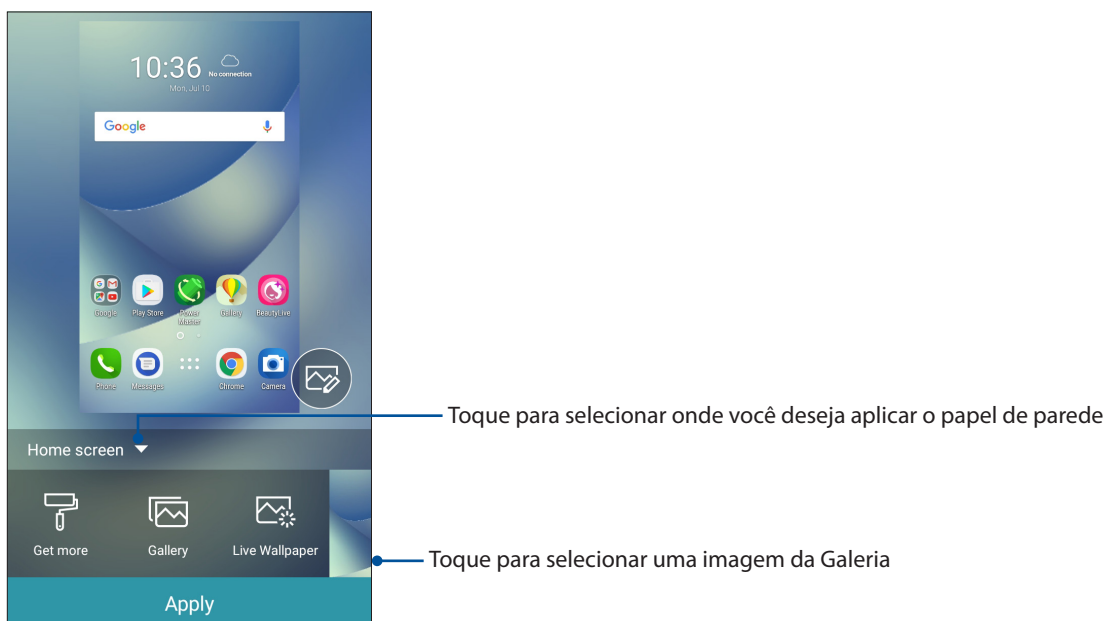 10:36
No connection
Mon, Jul 10
Google
Google
Play Store
Power
Master
Gallery
BeautyLive
Phone
Messages
Chrome
Camera
Toque para selecionar onde você deseja aplicar o papel de parede
Home screen
Get more
Gallery
Live Wallpaper
Toque para selecionar uma imagem da Galeria
Apply